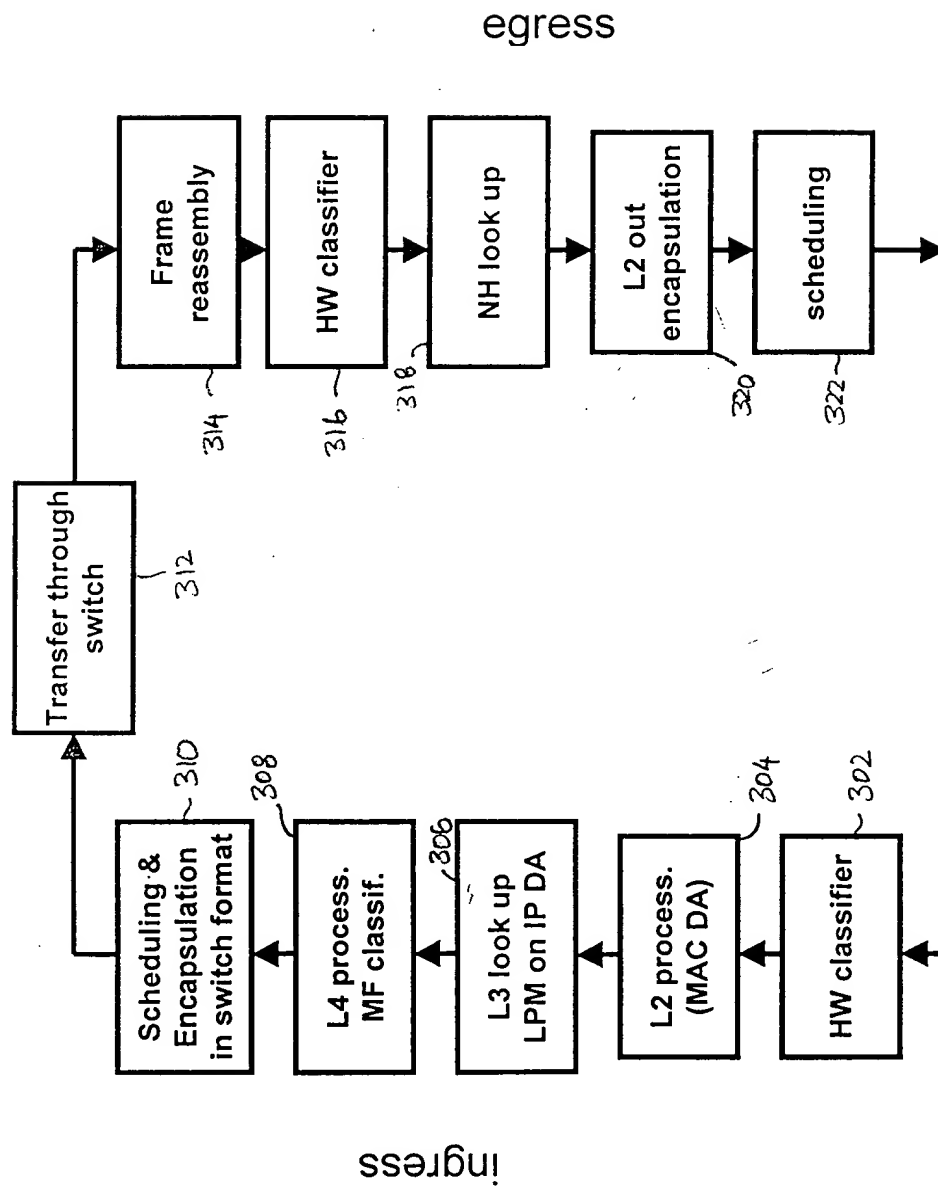 ingress
HW classifier
302
L2 process.
(MAC DA)
304
L3 look up
LPM on IP DA
306
L4 process.
MF classif.
308
Scheduling &
Encapsulation
in switch format
310
Transfer through
switch
312
Frame
reassembly
314
HW classifier
316
NH look up
318
L2 out
encapsulation
320
scheduling
322
egress